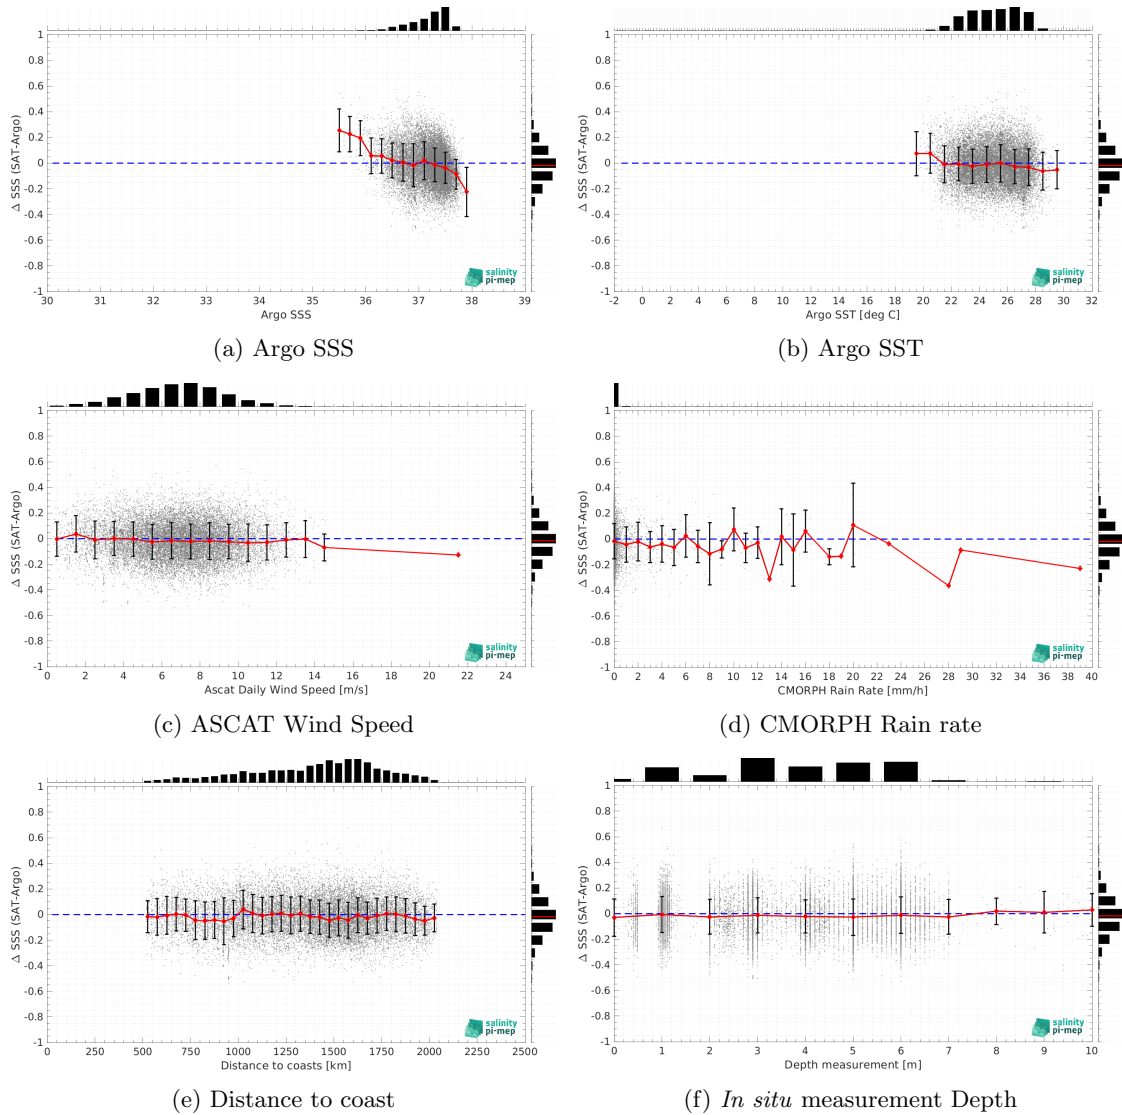 1
0.8
0.6
0.4
0.2
0
-0.2
-0.4
-0.6
-0.8
-1
Δ SSS (SAT-Argo)
30 31 32 33 34 35 36 37 38 39
Argo SSS
salinity
pi-mep
(a) Argo SSS
1
0.8
0.6
0.4
0.2
0
-0.2
-0.4
-0.6
-0.8
-1
Δ SSS (SAT-Argo)
-2 0 2 4 6 8 10 12 14 16 18 20 22 24 26 28 30 32
Argo SST [deg C]
salinity
pi-mep
(b) Argo SST
1
0.8
0.6
0.4
0.2
0
-0.2
-0.4
-0.6
-0.8
-1
Δ SSS (SAT-Argo)
0 2 4 6 8 10 12 14 16 18 20 22 24
Ascat Daily Wind Speed [m/s]
salinity
pi-mep
(c) ASCAT Wind Speed
1
0.8
0.6
0.4
0.2
0
-0.2
-0.4
-0.6
-0.8
-1
Δ SSS (SAT-Argo)
0 2 4 6 8 10 12 14 16 18 20 22 24 26 28 30 32 34 36 38 40
CMORPH Rain Rate [mm/h]
salinity
pi-mep
(d) CMORPH Rain rate
1
0.8
0.6
0.4
0.2
0
-0.2
-0.4
-0.6
-0.8
-1
Δ SSS (SAT-Argo)
0 250 500 750 1000 1250 1500 1750 2000 2250 2500
Distance to coasts [km]
salinity
pi-mep
(e) Distance to coast
1
0.8
0.6
0.4
0.2
0
-0.2
-0.4
-0.6
-0.8
-1
Δ SSS (SAT-Argo)
0 1 2 3 4 5 6 7 8 9 10
Depth measurement [m]
salinity
pi-mep
(f) In situ measurement Depth